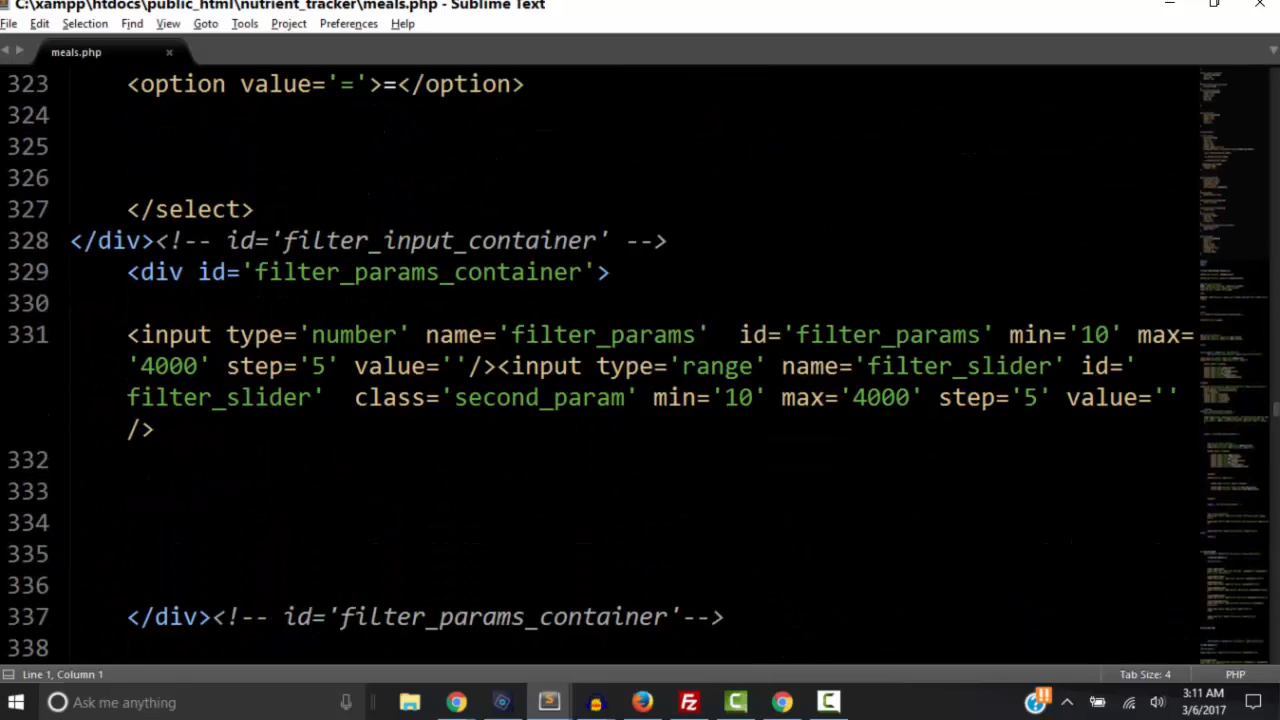 C:\xampp\htdocs\public_html\nutrient_tracker\meals.php - Sublime Text
File Edit Selection Find View Goto Tools Project Preferences Help
meals.php
323 <option value='='>=</option>
324
325
326
327 </select>
328 </div><!-- id='filter_input_container' -->
329 <div id='filter_params_container'>
330
331 <input type='number' name='filter_params'  id='filter_params' min='10' max=
'4000' step='5' value=''/><input type='range' name='filter_slider' id='
filter_slider'  class='second_param' min='10' max='4000' step='5' value=''
/>
332
333
334
335
336
337 </div><!-- id='filter_params_container'-->
338
Line 1, Column 1
Tab Size: 4
PHP
Ask me anything
3:11 AM
3/6/2017